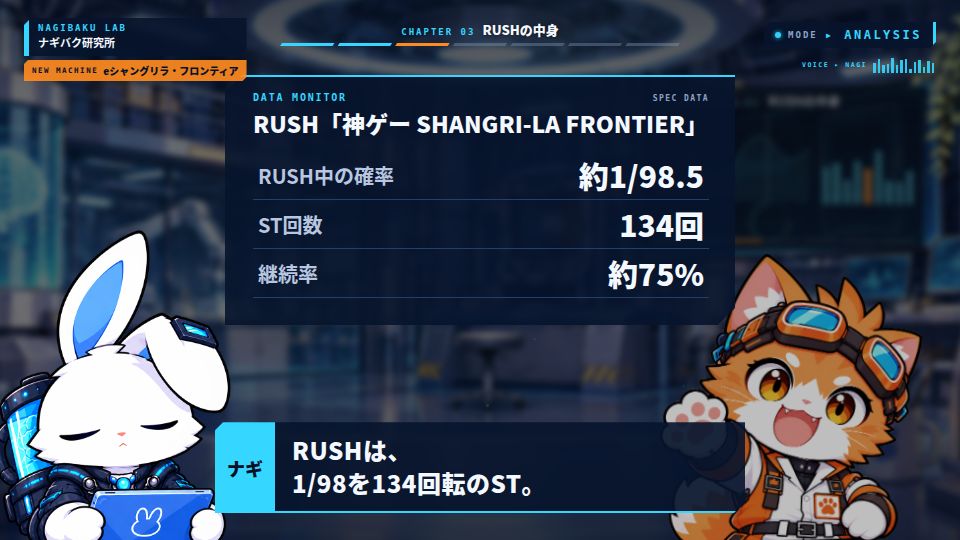 NAGIBAKU LAB
ナギバク研究所
NEW MACHINE eシャングリラ・フロンティア
CHAPTER 03 RUSHの中身
MODE ▶ ANALYSIS
VOICE • NAGI
DATA MONITOR
SPEC DATA
RUSH「神ゲー SHANGRI-LA FRONTIER」
RUSH中の確率 約1/98.5
ST回数 134回
継続率 約75%
ナギ
RUSHは、
1/98を134回転のST。